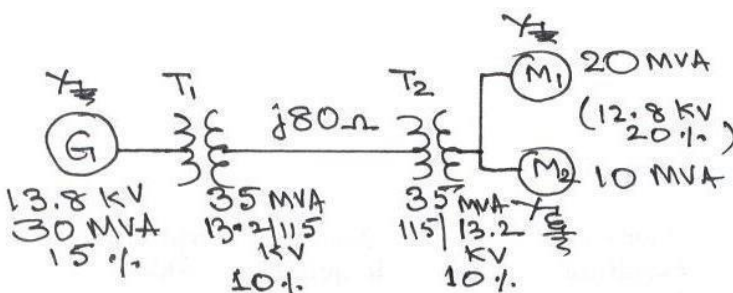 Y
T1
j80Ω
T2
Y
M1
20 MVA
(12.8 KV
20%)
G
13.8 KV
30 MVA
15%
35 MVA
13.2/115
KV
10%
35 MVA
115/13.2
KV
10%
M2
10 MVA
Y